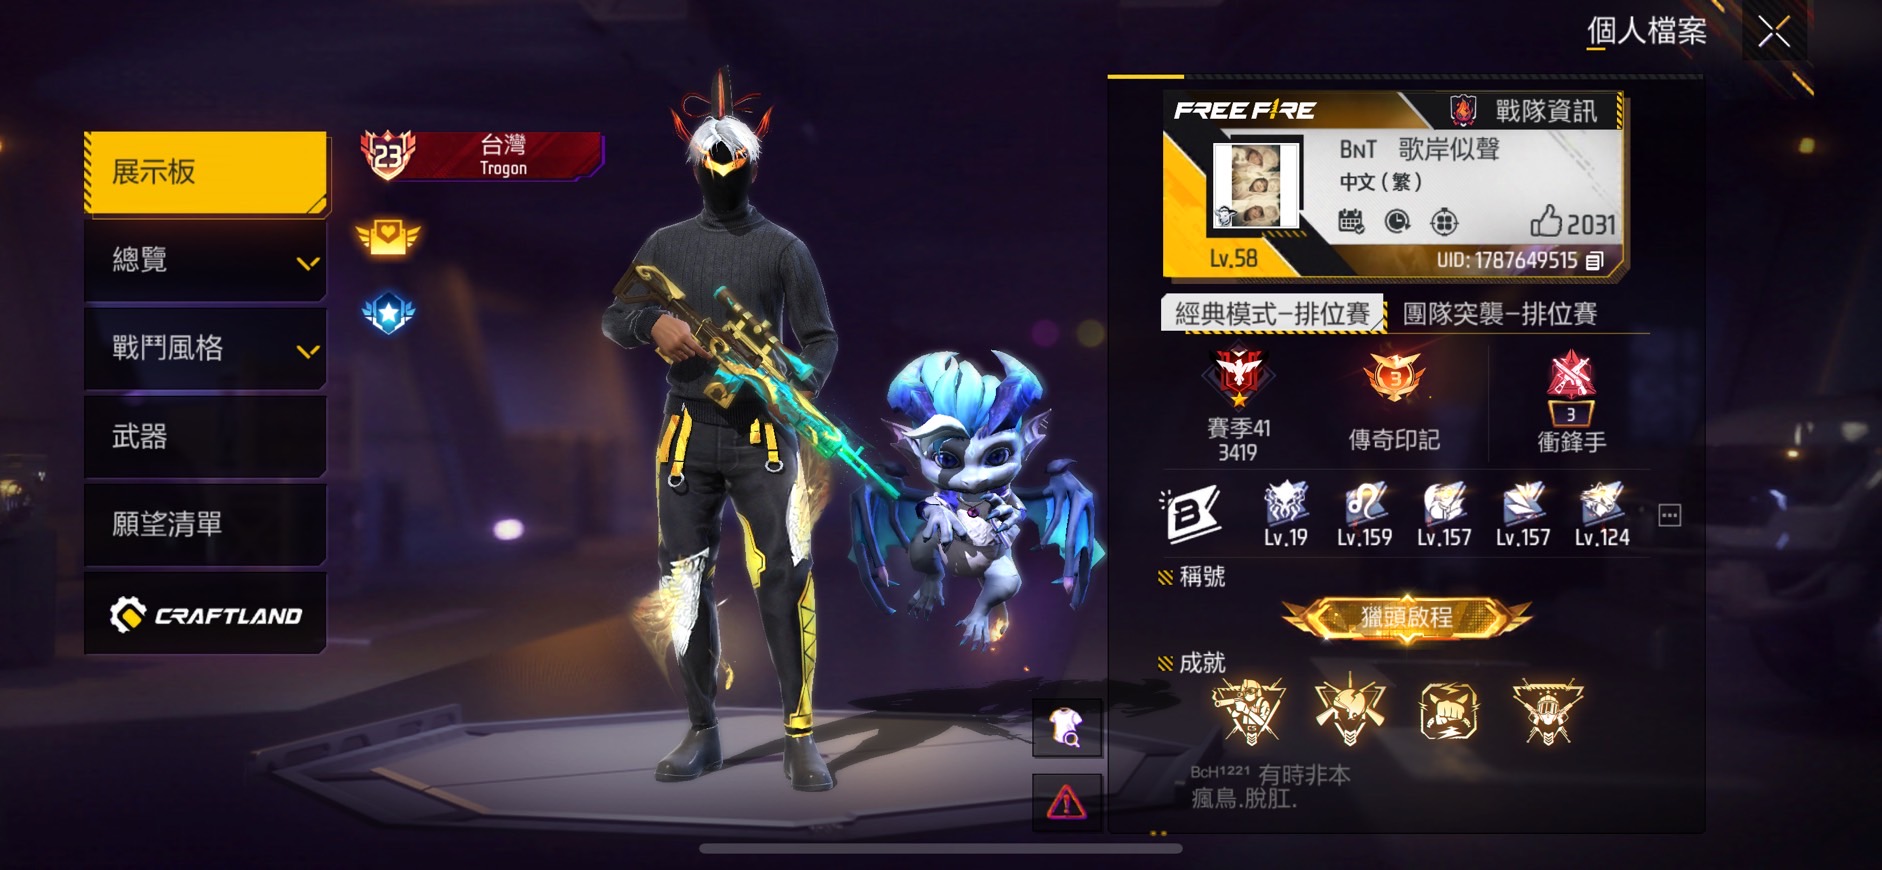 個人檔案
展示板
總覽
戰鬥風格
武器
願望清單
CRAFTLAND
23
台灣
Trogon
FREE FIRE
戰隊資訊
BNT 歌岸似聲
中文(繁)
2031
Lv.58
UID: 1787649515
經典模式-排位賽
團隊突襲-排位賽
賽季41
3419
3
傳奇印記
3
衝鋒手
B
Lv.19
Lv.159
Lv.157
Lv.157
Lv.124
稱號
獵頭啟程
成就
BcH¹²²¹ 有時非本
瘋鳥.脫肛.